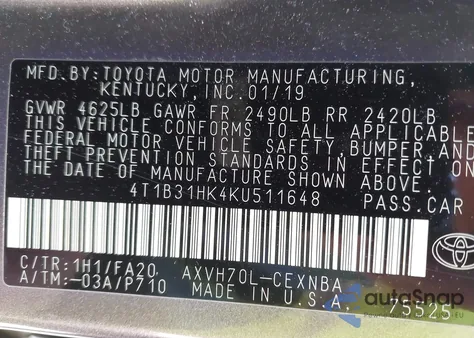 MFD.BY:TOYOTA MOTOR MANUFACTURING,
KENTUCKY, INC. 01/19
GVWR 4625LB GAWR FR 2490LB RR 2420LB
THIS VEHICLE CONFORMS TO ALL APPLICABLE
FEDERAL MOTOR VEHICLE SAFETY, BUMPER, AND
THEFT PREVENTION STANDARDS IN EFFECT ON
THE DATE OF MANUFACTURE SHOWN ABOVE.
4T1B31HK4KU511648 PASS.CAR
C/TR:1H1/FA20 AXVH70L-CEXNBA
A/TM:-03A/P710 MADE IN U.S.A.
75525
TOYOTA
autoSnap